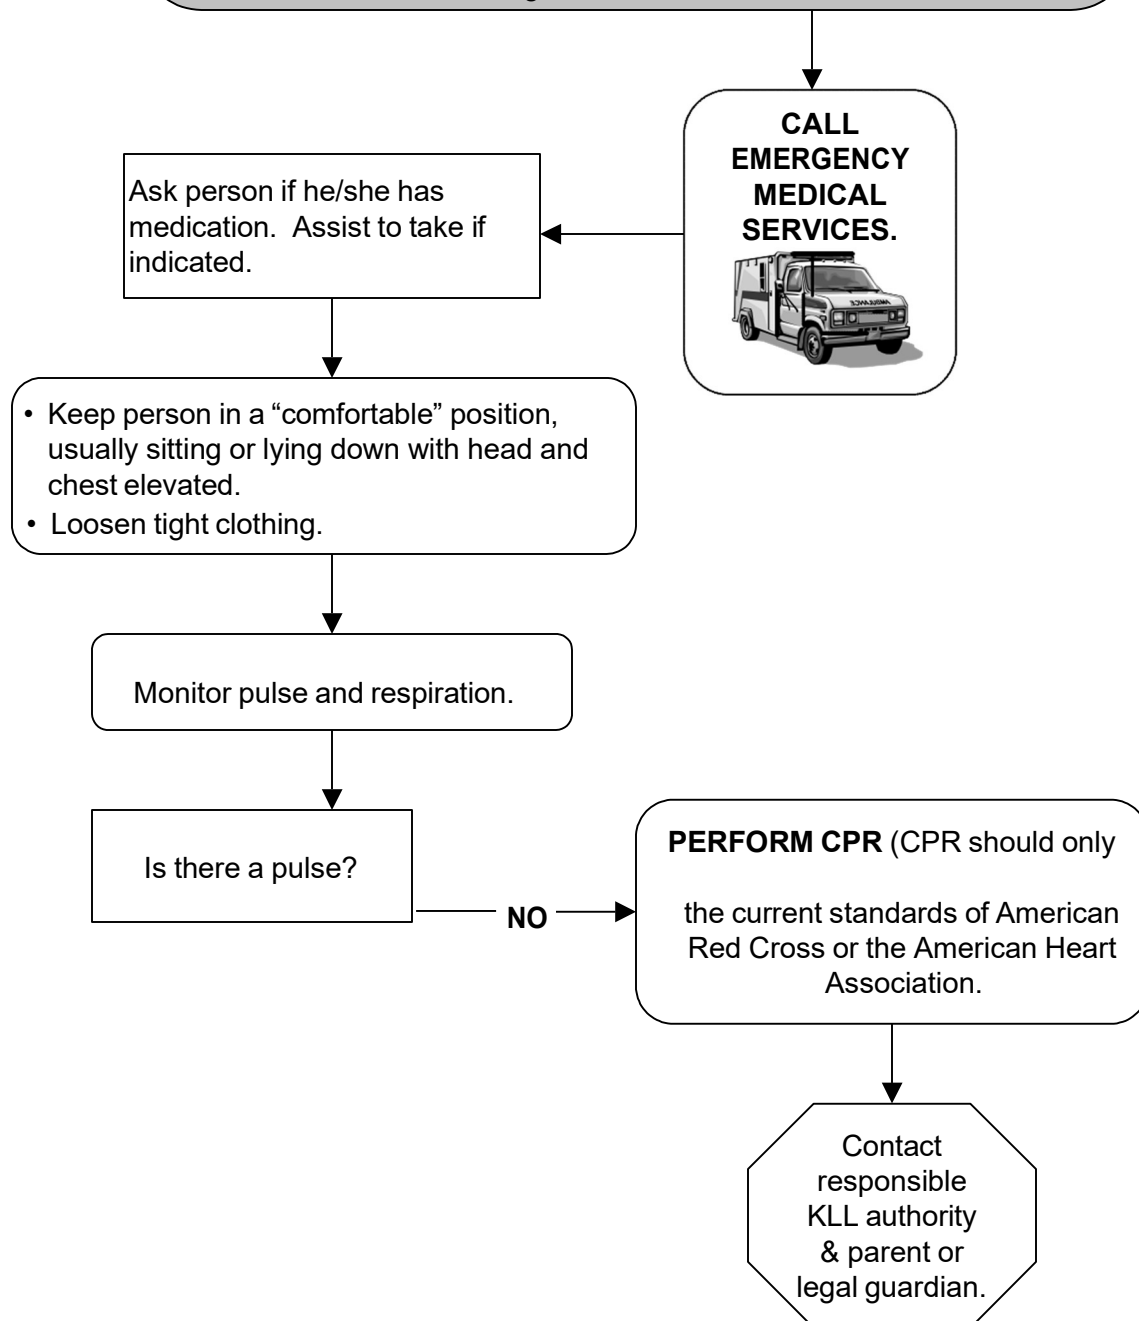 CALL
EMERGENCY
MEDICAL
SERVICES.
AMBULANCE
Ask person if he/she has
medication.  Assist to take if
indicated.
• Keep person in a “comfortable” position,
usually sitting or lying down with head and
chest elevated.
• Loosen tight clothing.
Monitor pulse and respiration.
Is there a pulse?
NO
PERFORM CPR (CPR should only
the current standards of American
Red Cross or the American Heart
Association.
Contact
responsible
KLL authority
& parent or
legal guardian.